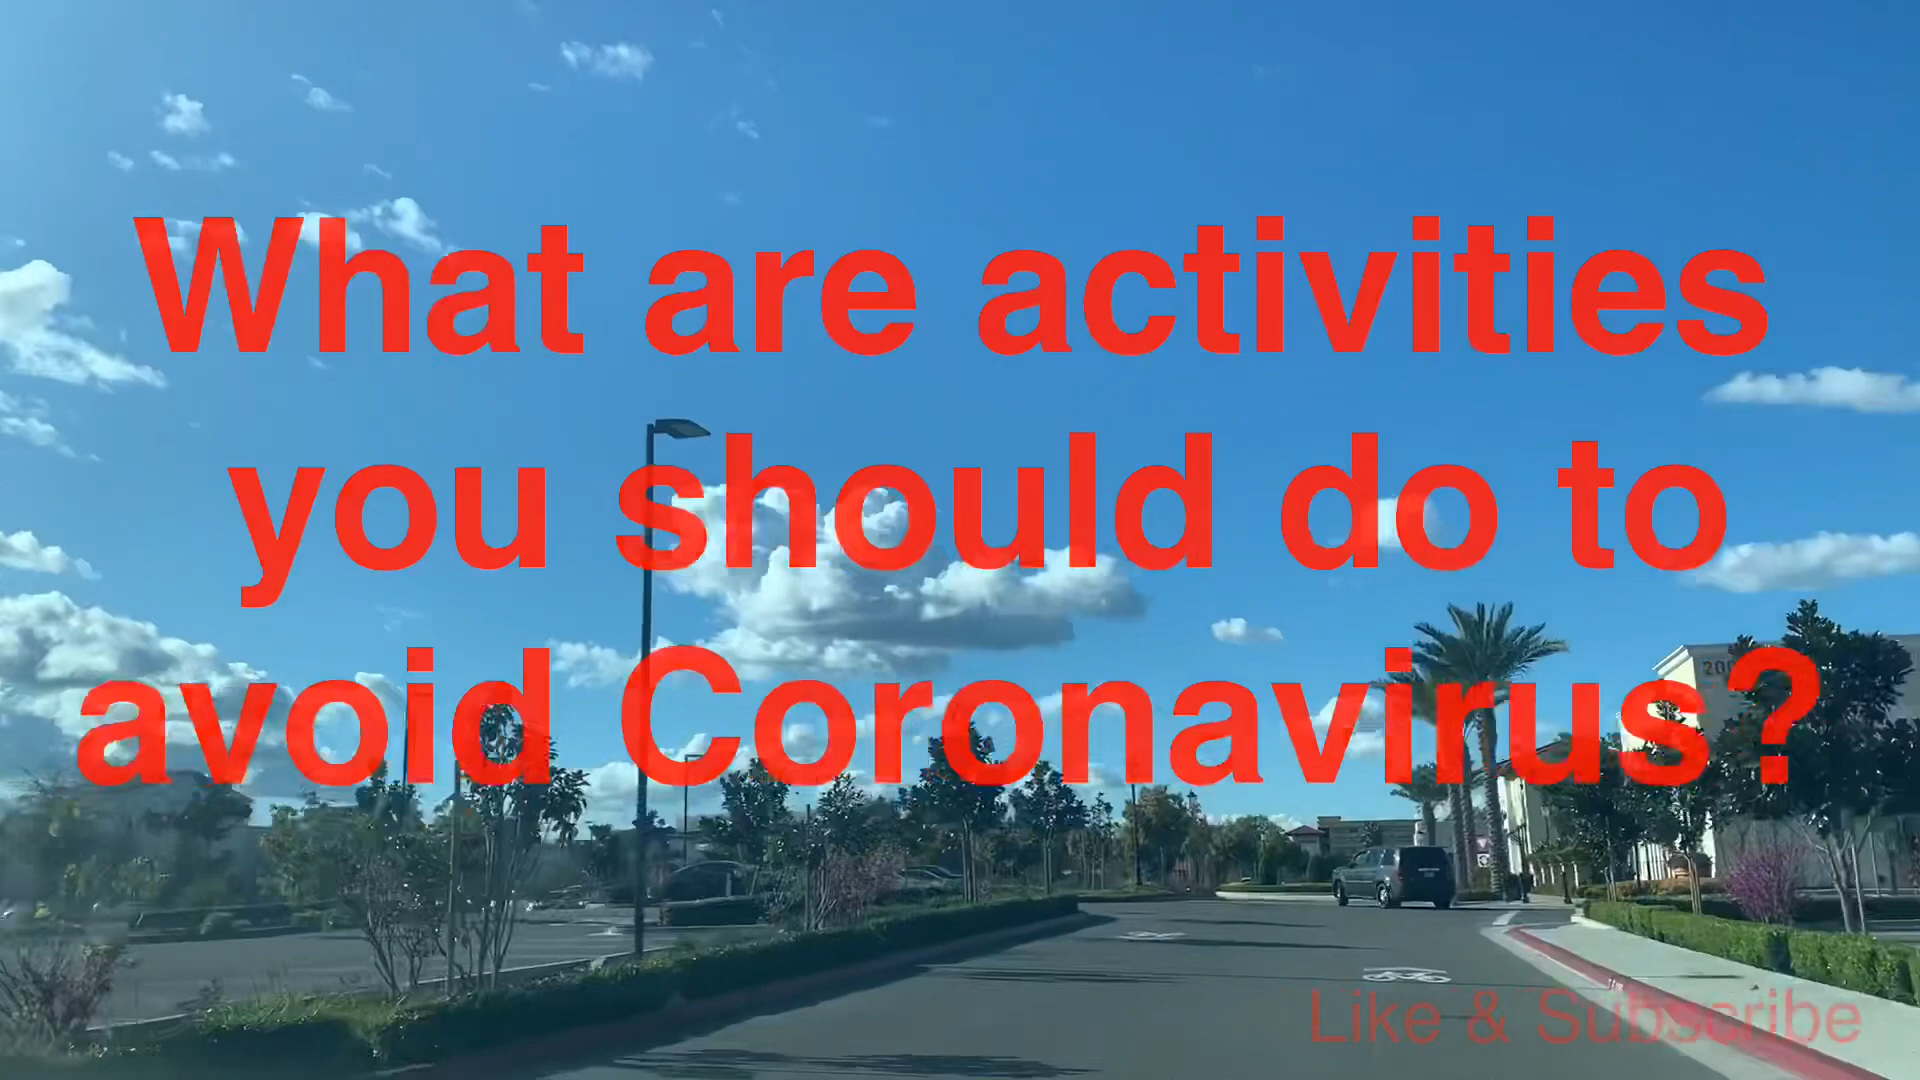 What are activities
you should do to
avoid Coronavirus?
Like & Subscribe